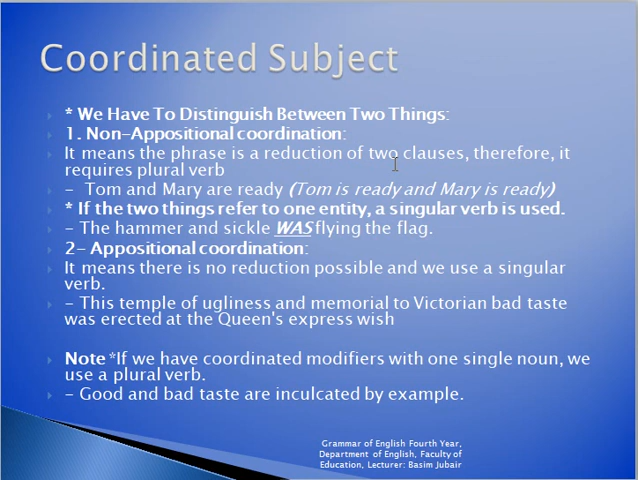 Coordinated Subject
* We Have To Distinguish Between Two Things:
1. Non-Appositional coordination:
It means the phrase is a reduction of two clauses, therefore, it
requires plural verb
- Tom and Mary are ready (Tom is ready and Mary is ready)
* If the two things refer to one entity, a singular verb is used.
- The hammer and sickle WAS flying the flag.
2- Appositional coordination:
It means there is no reduction possible and we use a singular
verb.
- This temple of ugliness and memorial to Victorian bad taste
was erected at the Queen's express wish
Note *If we have coordinated modifiers with one single noun, we
use a plural verb.
- Good and bad taste are inculcated by example.
Grammar of English Fourth Year,
Department of English, Faculty of
Education, Lecturer: Basim Jubair